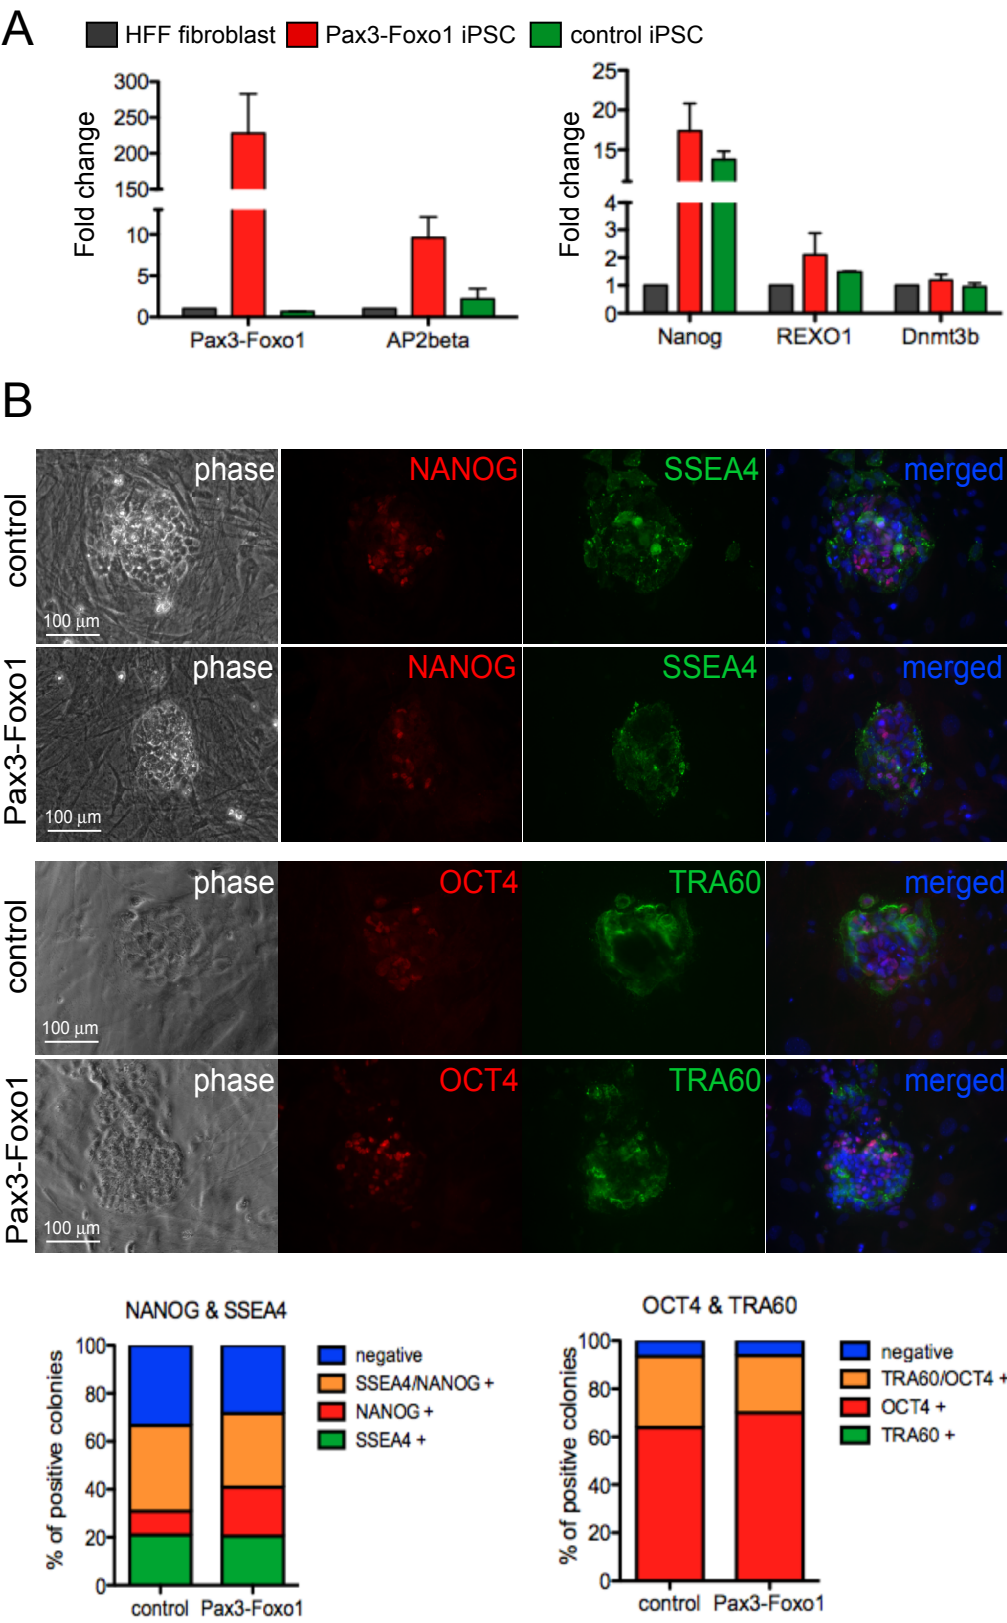 A
HFF fibroblast Pax3-Foxo1 iPSC control iPSC
Fold change
300
250
200
150
10
5
0
Pax3-Foxo1 AP2beta
Fold change
25
20
15
4
3
2
1
0
Nanog REXO1 Dnmt3b
B
control
phase NANOG SSEA4 merged
100 μm
Pax3-Foxo1
phase NANOG SSEA4 merged
100 μm
control
phase OCT4 TRA60 merged
100 μm
Pax3-Foxo1
phase OCT4 TRA60 merged
100 μm
NANOG & SSEA4
% of positive colonies
100
80
60
40
20
0
control Pax3-Foxo1
negative
SSEA4/NANOG +
NANOG +
SSEA4 +
OCT4 & TRA60
% of positive colonies
100
80
60
40
20
0
control Pax3-Foxo1
negative
TRA60/OCT4 +
OCT4 +
TRA60 +